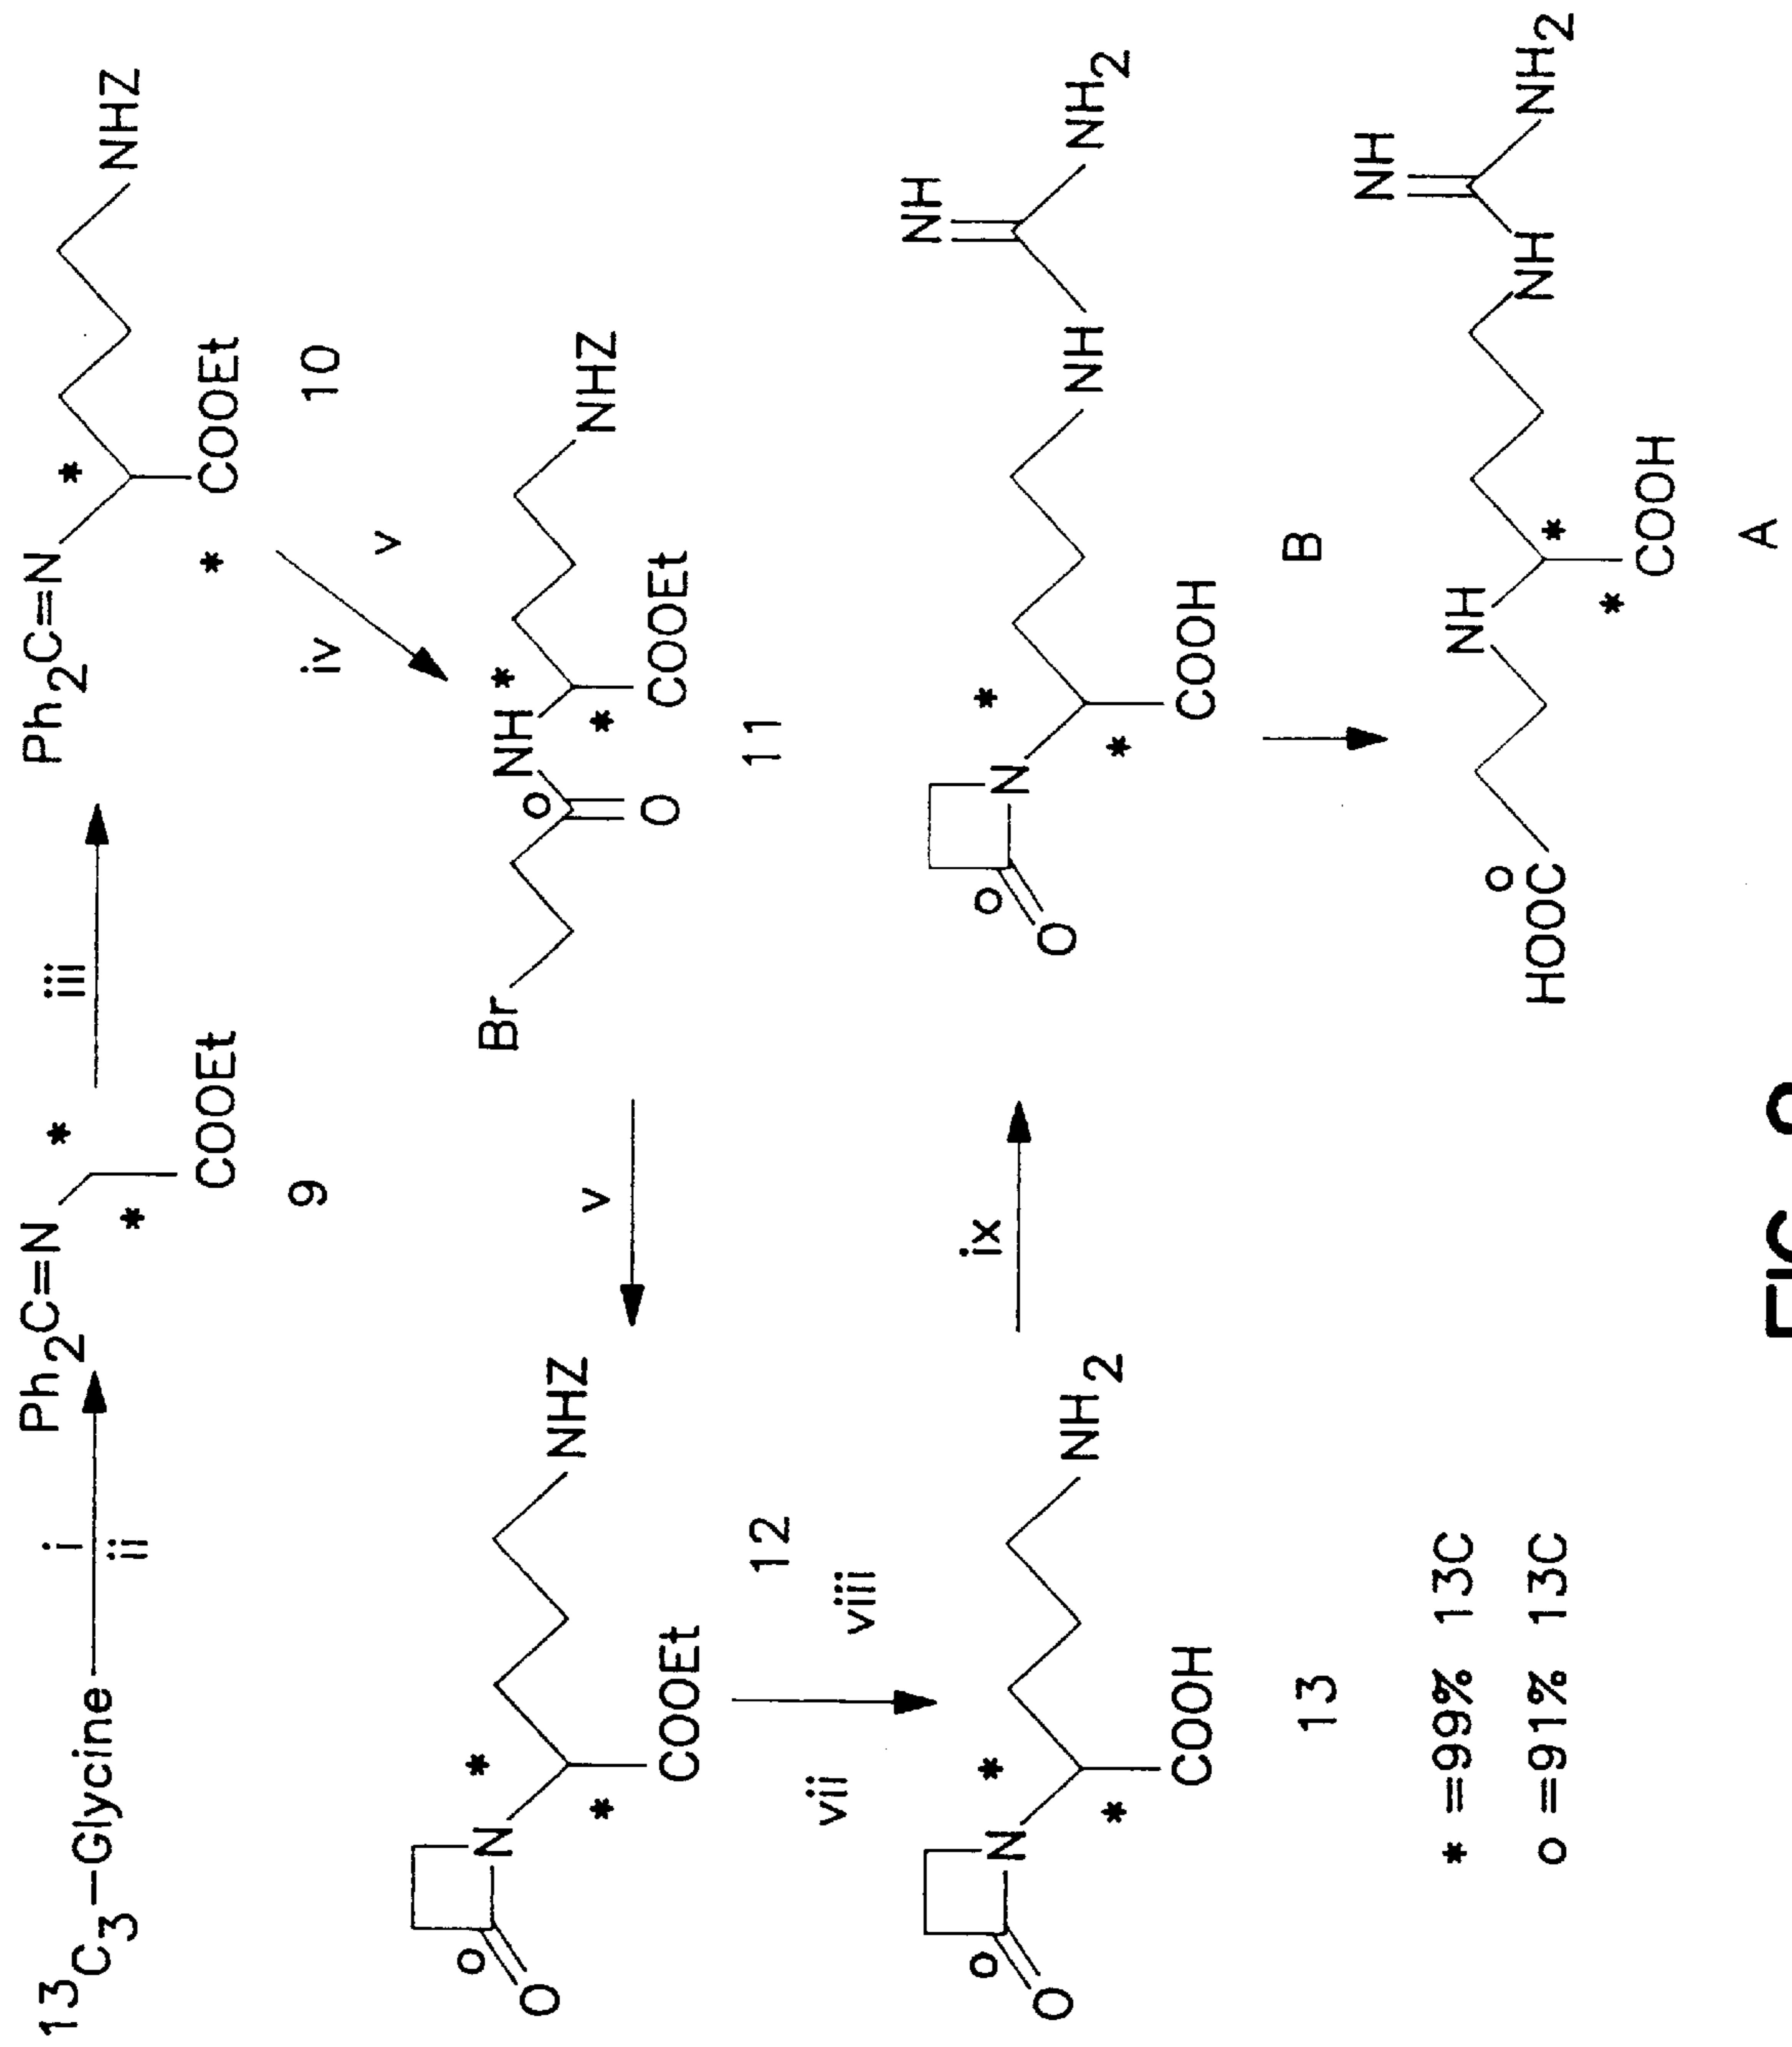 13C3-Glycine
i
ii
Ph2C=N
*
*
COOEt
9
iii
Ph2C=N
*
*
COOEt
NHZ
10
iv
v
Br
O
o
NH
*
*
COOEt
NHZ
11
v
O
o
N
*
*
COOEt
NHZ
12
vii
viii
O
o
N
*
*
COOH
NH2
13
ix
O
o
N
*
*
COOH
NH
NH
NH2
B
HOOC
o
NH
*
*
COOH
NH
NH
NH2
A
* =99% 13C
o =91% 13C
FIG.